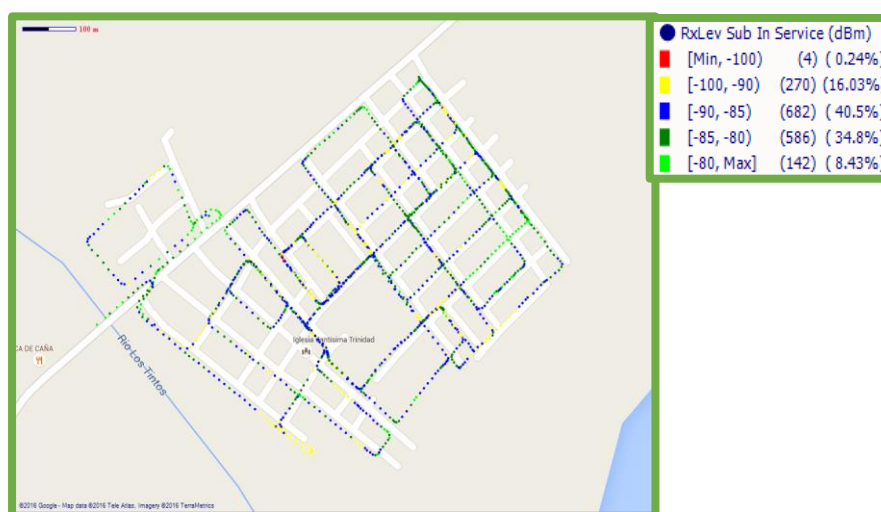 100 m
RxLev Sub In Service (dBm)
[Min, -100) (4) ( 0.24%)
[-100, -90) (270) (16.03%
[-90, -85) (682) ( 40.5%)
[-85, -80) (586) ( 34.8%)
[-80, Max] (142) ( 8.43%)
Iglesia Santisima Trinidad
CA DE CAÑA
Rio Los Tintos
©2016 Google - Map data ©2016 Tele Atlas, Imagery ©2016 TerraMetrics